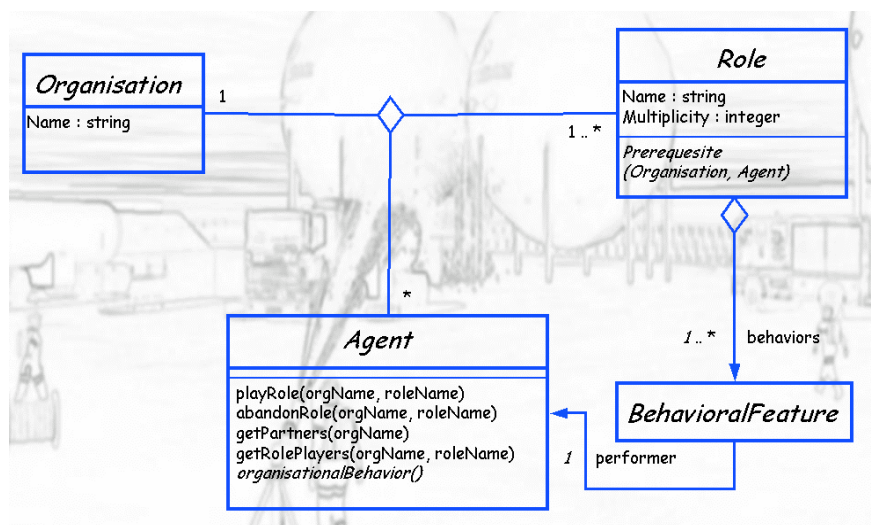 Organisation
Name : string
1
Role
Name : string
Multiplicity : integer
Prerequesite
(Organisation, Agent)
1 .. *
*
Agent
playRole(orgName, roleName)
abandonRole(orgName, roleName)
getPartners(orgName)
getRolePlayers(orgName, roleName)
organisationalBehavior()
1 .. * behaviors
BehavioralFeature
1 performer